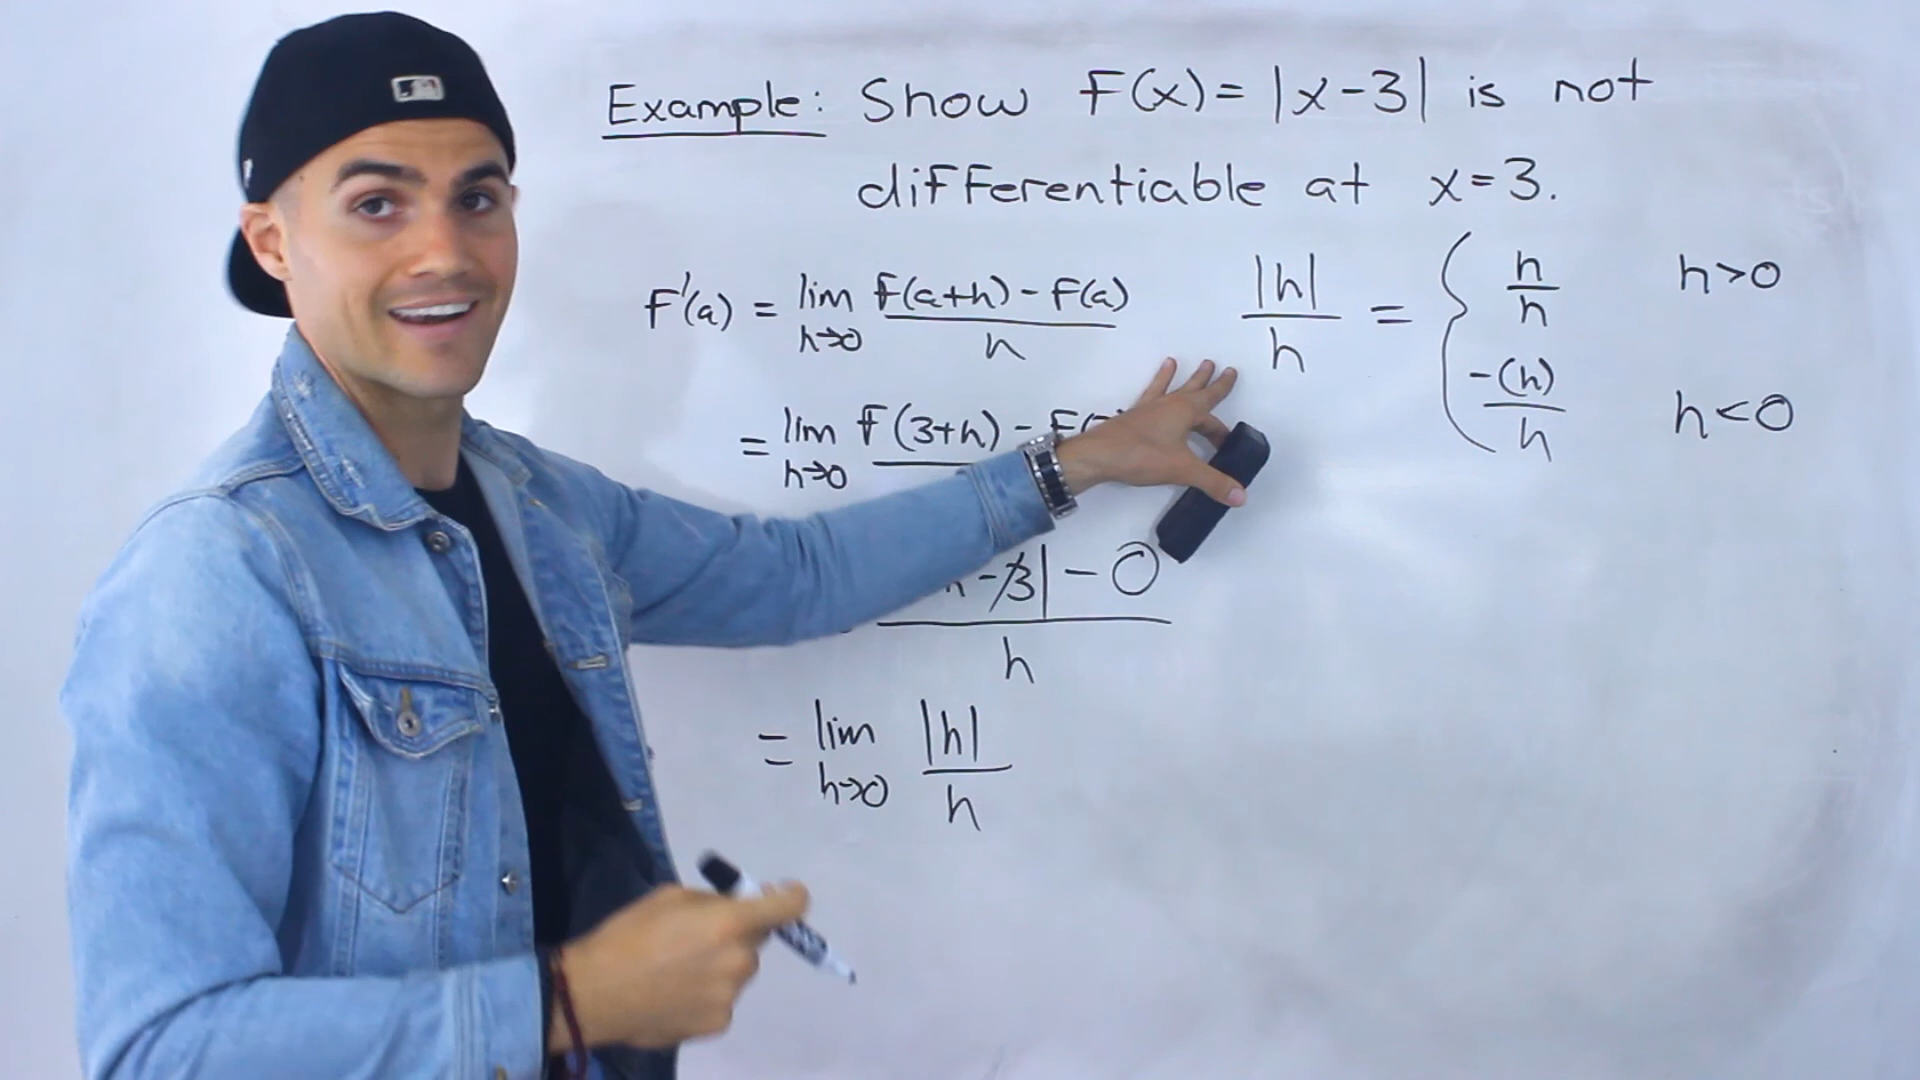 Example: Show F(x) = |x-3| is not
differentiable at x=3.
F'(a) = lim h→0 F(a+h) - F(a) / h
= lim h→0 F(3+h) - F(
-3| - 0 / h
= lim h→0 |h| / h
|h| / h = { h / h h>0
-(h) / h h<0